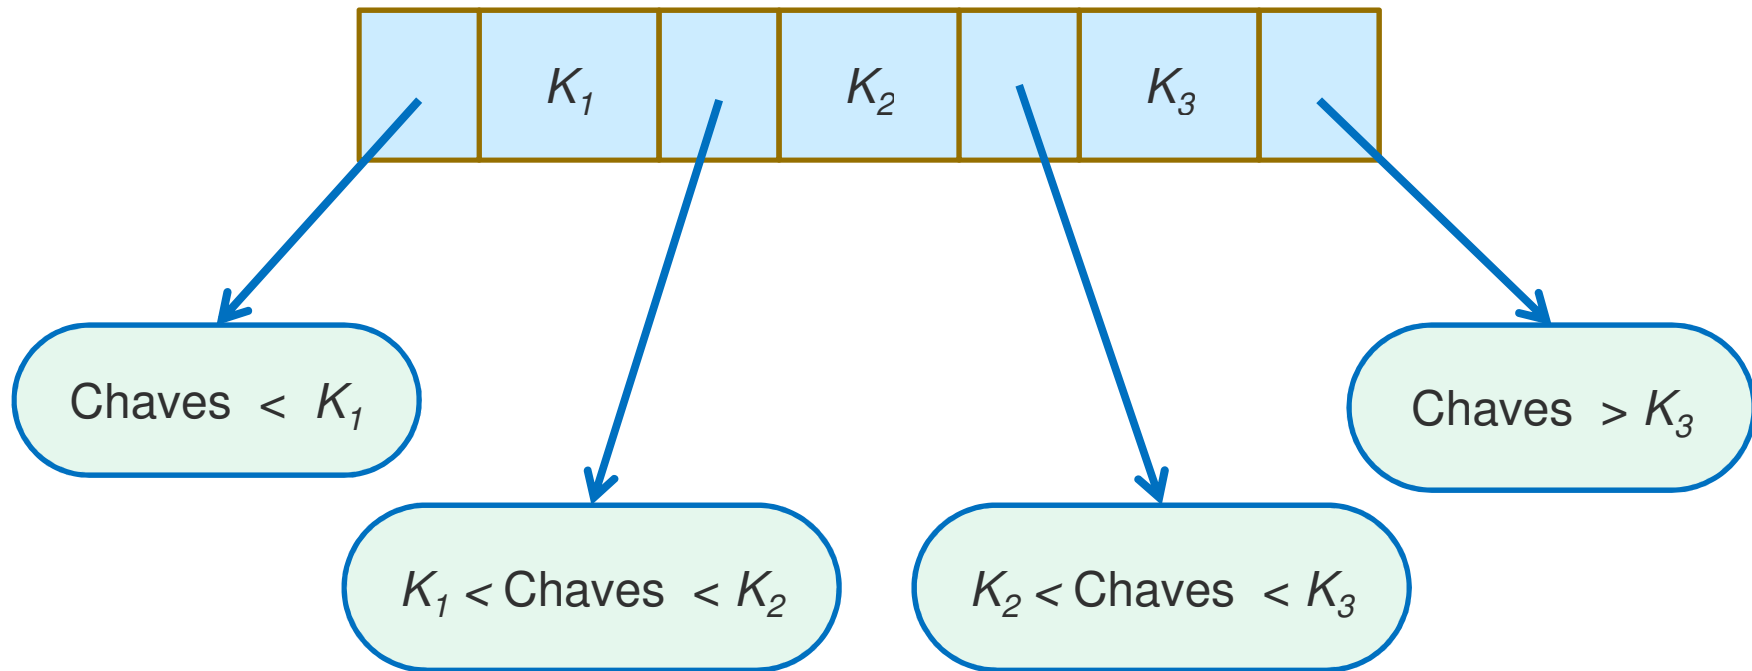 K₁ K₂ K₃
Chaves < K₁
Chaves > K₃
K₁ < Chaves < K₂
K₂ < Chaves < K₃